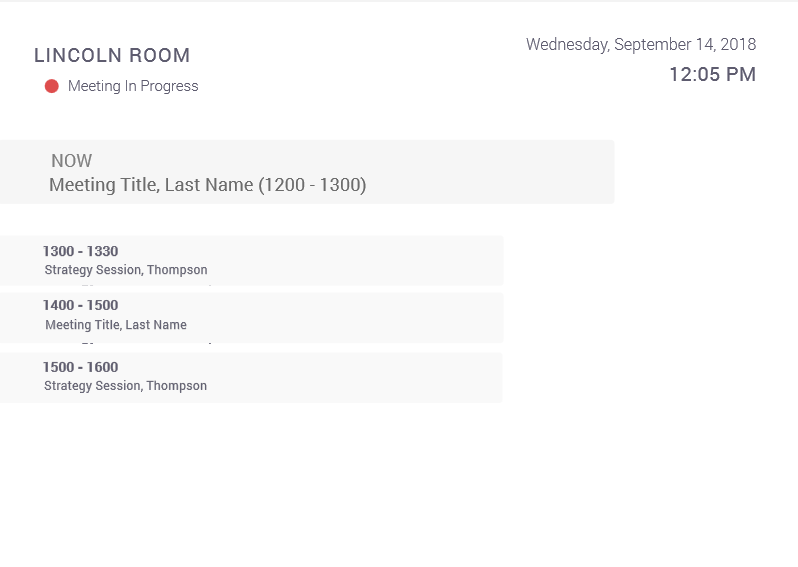 LINCOLN ROOM
Wednesday, September 14, 2018
12:05 PM
Meeting In Progress
NOW
Meeting Title, Last Name (1200 - 1300)
1300 - 1330
Strategy Session, Thompson
1400 - 1500
Meeting Title, Last Name
1500 - 1600
Strategy Session, Thompson